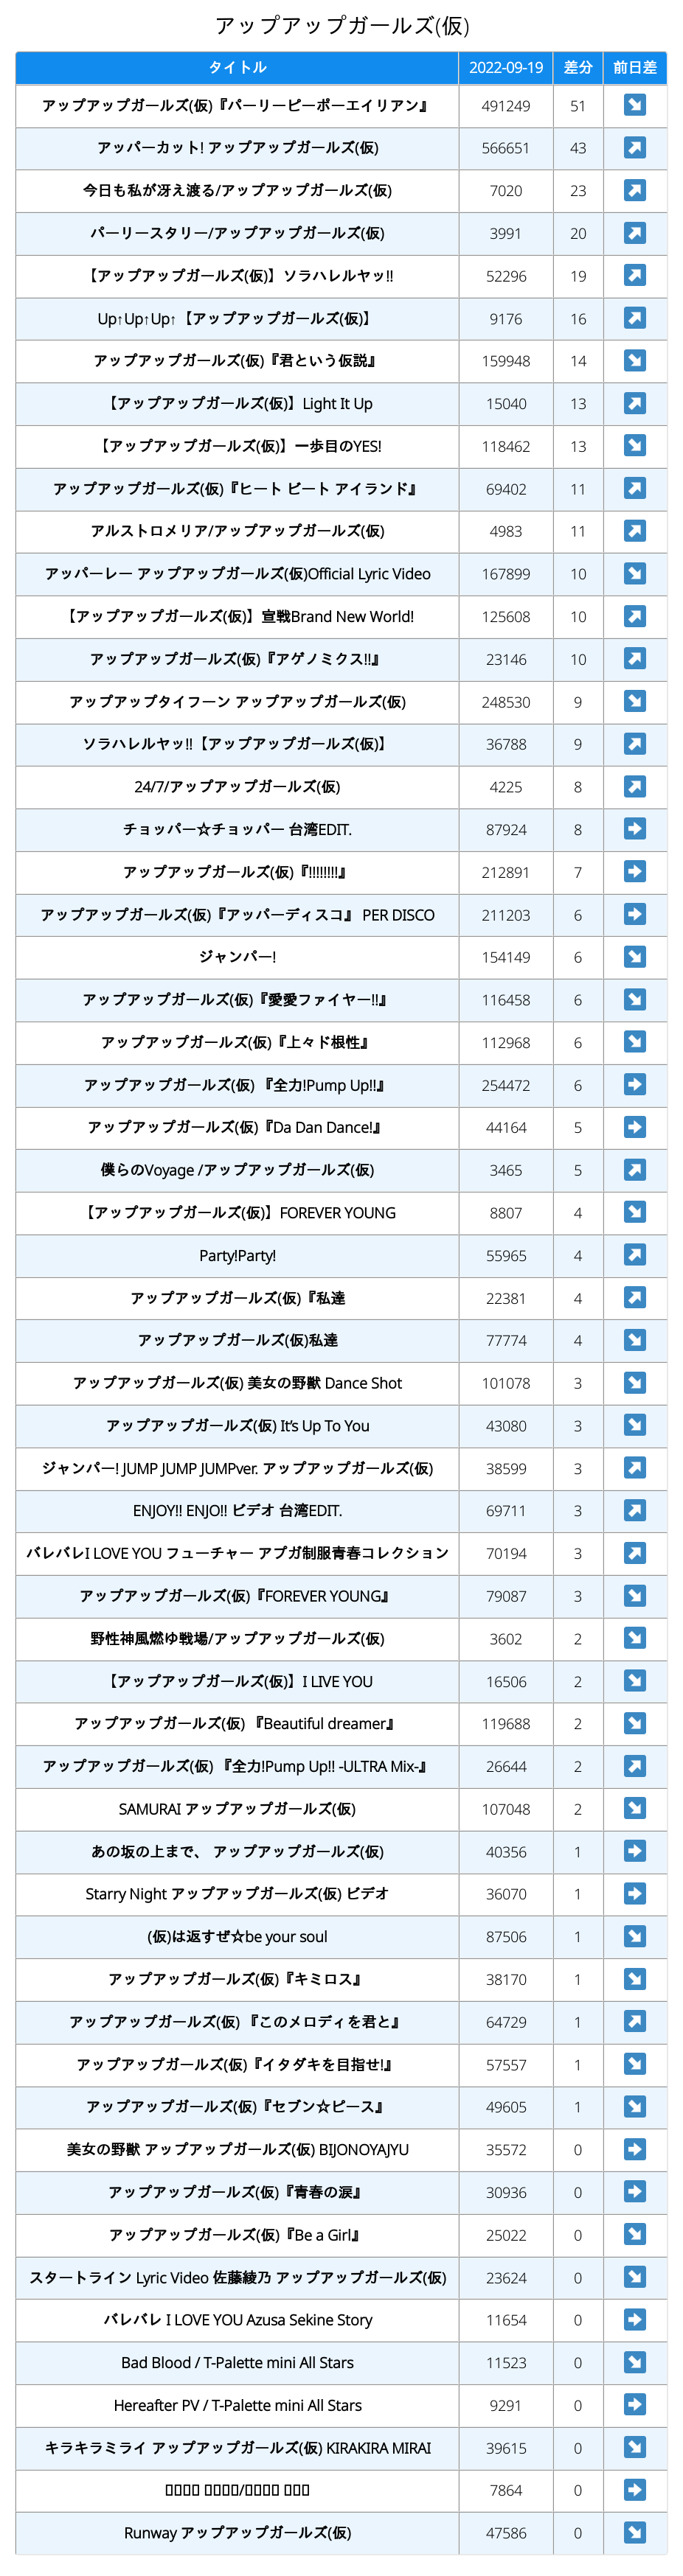 アップアップガールズ(仮)
タイトル 2022-09-19 差分 前日差
アップアップガールズ(仮)『パーリーピーポーエイリアン』 491249 51 ↘
アッパーカット! アップアップガールズ(仮) 566651 43 ↗
今日も私が冴え渡る/アップアップガールズ(仮) 7020 23 ↗
パーリースタリー/アップアップガールズ(仮) 3991 20 ↗
【アップアップガールズ(仮)】ソラハレルヤッ!! 52296 19 ↗
Up↑Up↑Up↑【アップアップガールズ(仮)】 9176 16 ↗
アップアップガールズ(仮)『君という仮説』 159948 14 ↘
【アップアップガールズ(仮)】Light It Up 15040 13 ↗
【アップアップガールズ(仮)】一歩目のYES! 118462 13 ↘
アップアップガールズ(仮)『ヒート ビート アイランド』 69402 11 ↗
アルストロメリア/アップアップガールズ(仮) 4983 11 ↗
アッパーレー アップアップガールズ(仮)Official Lyric Video 167899 10 ↘
【アップアップガールズ(仮)】宣戦Brand New World! 125608 10 ↗
アップアップガールズ(仮)『アゲノミクス!!』 23146 10 ↗
アップアップタイフーン アップアップガールズ(仮) 248530 9 ↘
ソラハレルヤッ!!【アップアップガールズ(仮)】 36788 9 ↗
24/7/アップアップガールズ(仮) 4225 8 ↗
チョッパー☆チョッパー 台湾EDIT. 87924 8 ➡
アップアップガールズ(仮)『!!!!!!!!』 212891 7 ➡
アップアップガールズ(仮)『アッパーディスコ』 PER DISCO 211203 6 ➡
ジャンパー! 154149 6 ↘
アップアップガールズ(仮)『愛愛ファイヤー!!』 116458 6 ↘
アップアップガールズ(仮)『上々ド根性』 112968 6 ↘
アップアップガールズ(仮) 『全力!Pump Up!!』 254472 6 ➡
アップアップガールズ(仮)『Da Dan Dance!』 44164 5 ➡
僕らのVoyage /アップアップガールズ(仮) 3465 5 ↗
【アップアップガールズ(仮)】FOREVER YOUNG 8807 4 ↘
Party!Party! 55965 4 ↗
アップアップガールズ(仮)『私達 22381 4 ↗
アップアップガールズ(仮)私達 77774 4 ↘
アップアップガールズ(仮) 美女の野獣 Dance Shot 101078 3 ↘
アップアップガールズ(仮) It's Up To You 43080 3 ↘
ジャンパー! JUMP JUMP JUMPver. アップアップガールズ(仮) 38599 3 ↗
ENJOY!! ENJO!! ビデオ 台湾EDIT. 69711 3 ↗
バレバレI LOVE YOU フューチャー アプガ制服青春コレクション 70194 3 ↗
アップアップガールズ(仮)『FOREVER YOUNG』 79087 3 ↘
野性神風燃ゆ戦場/アップアップガールズ(仮) 3602 2 ↘
【アップアップガールズ(仮)】I LIVE YOU 16506 2 ↘
アップアップガールズ(仮) 『Beautiful dreamer』 119688 2 ↘
アップアップガールズ(仮) 『全力!Pump Up!! -ULTRA Mix-』 26644 2 ↗
SAMURAI アップアップガールズ(仮) 107048 2 ↘
あの坂の上まで、 アップアップガールズ(仮) 40356 1 ➡
Starry Night アップアップガールズ(仮) ビデオ 36070 1 ➡
(仮)は返すぜ☆be your soul 87506 1 ↘
アップアップガールズ(仮)『キミロス』 38170 1 ↘
アップアップガールズ(仮) 『このメロディを君と』 64729 1 ↗
アップアップガールズ(仮)『イタダキを目指せ!』 57557 1 ↘
アップアップガールズ(仮)『セブン☆ピース』 49605 1 ↘
美女の野獣 アップアップガールズ(仮) BIJONOYAJYU 35572 0 ➡
アップアップガールズ(仮)『青春の涙』 30936 0 ➡
アップアップガールズ(仮)『Be a Girl』 25022 0 ↘
スタートライン Lyric Video 佐藤綾乃 アップアップガールズ(仮) 23624 0 ↘
バレバレ I LOVE YOU Azusa Sekine Story 11654 0 ➡
Bad Blood / T-Palette mini All Stars 11523 0 ↘
Hereafter PV / T-Palette mini All Stars 9291 0 ➡
キラキラミライ アップアップガールズ(仮) KIRAKIRA MIRAI 39615 0 ↘
7864 0 ➡
Runway アップアップガールズ(仮) 47586 0 ↘